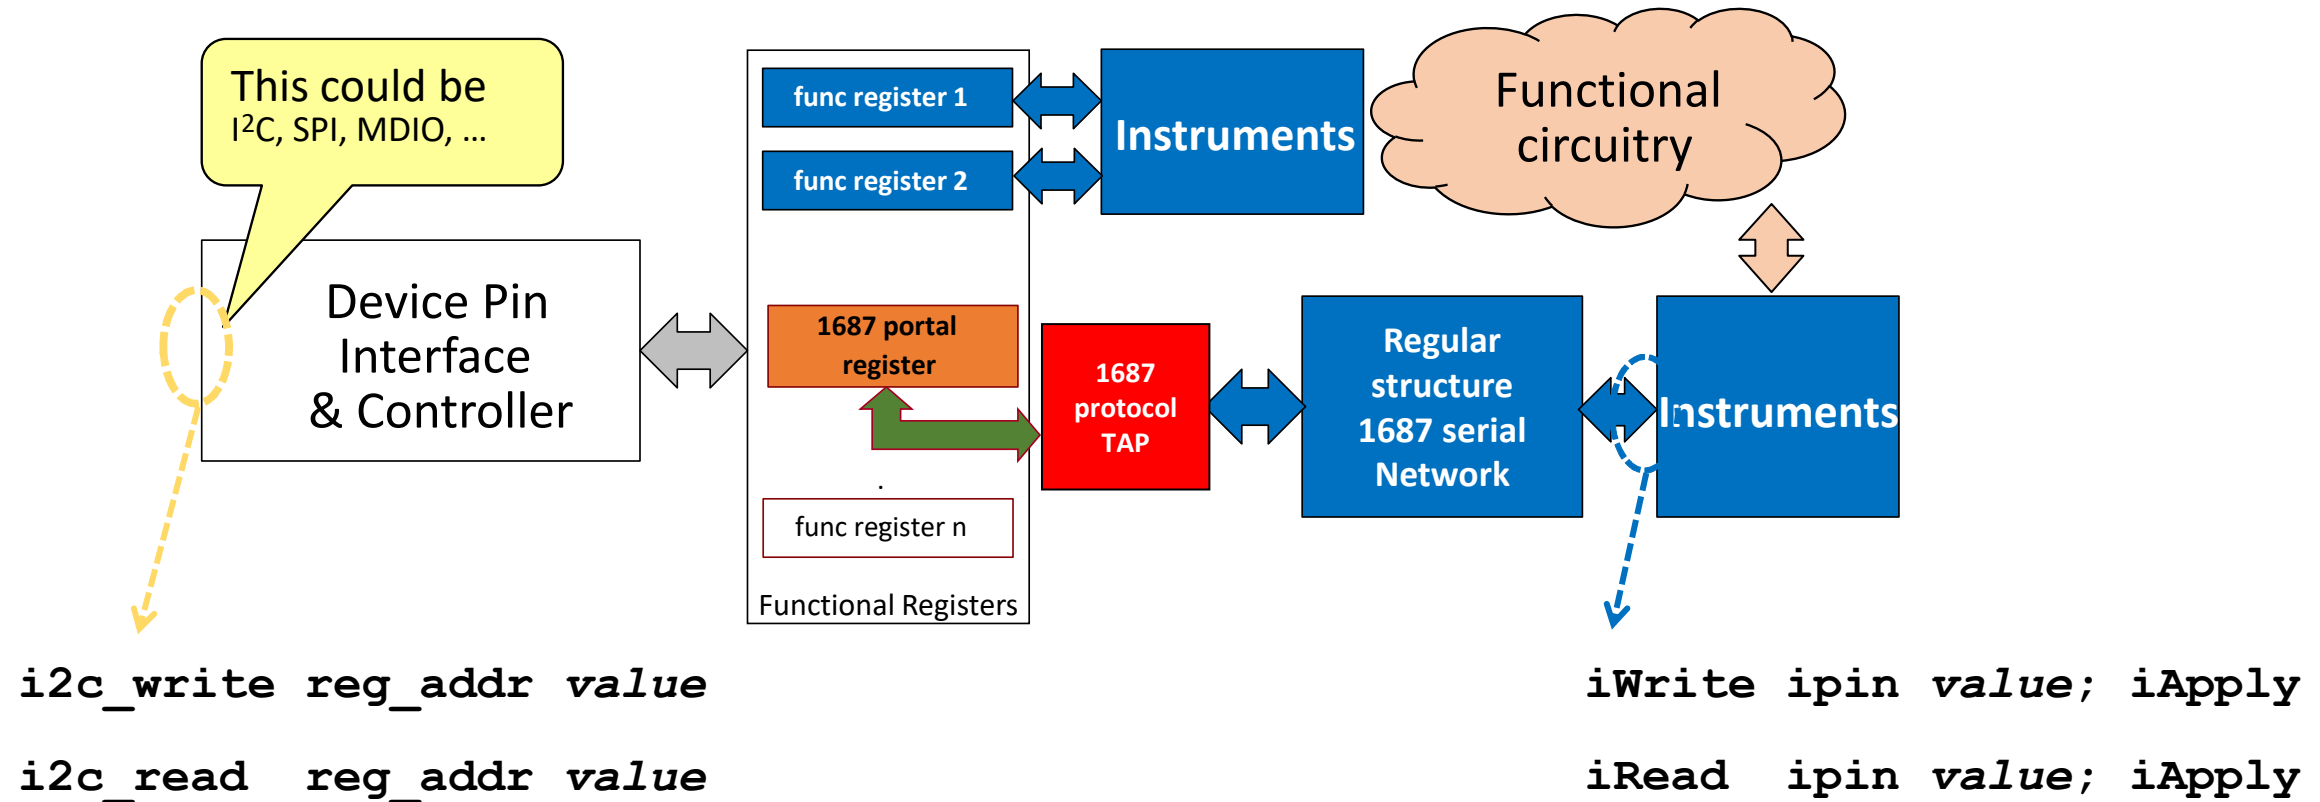 This could be
I²C, SPI, MDIO, …
func register 1
func register 2
Instruments
Functional
circuitry
Device Pin
Interface
& Controller
1687 portal
register
1687
protocol
TAP
Regular
structure
1687 serial
Network
Instruments
.
func register n
Functional Registers
i2c_write reg_addr value
i2c_read reg_addr value
iWrite ipin value; iApply
iRead ipin value; iApply